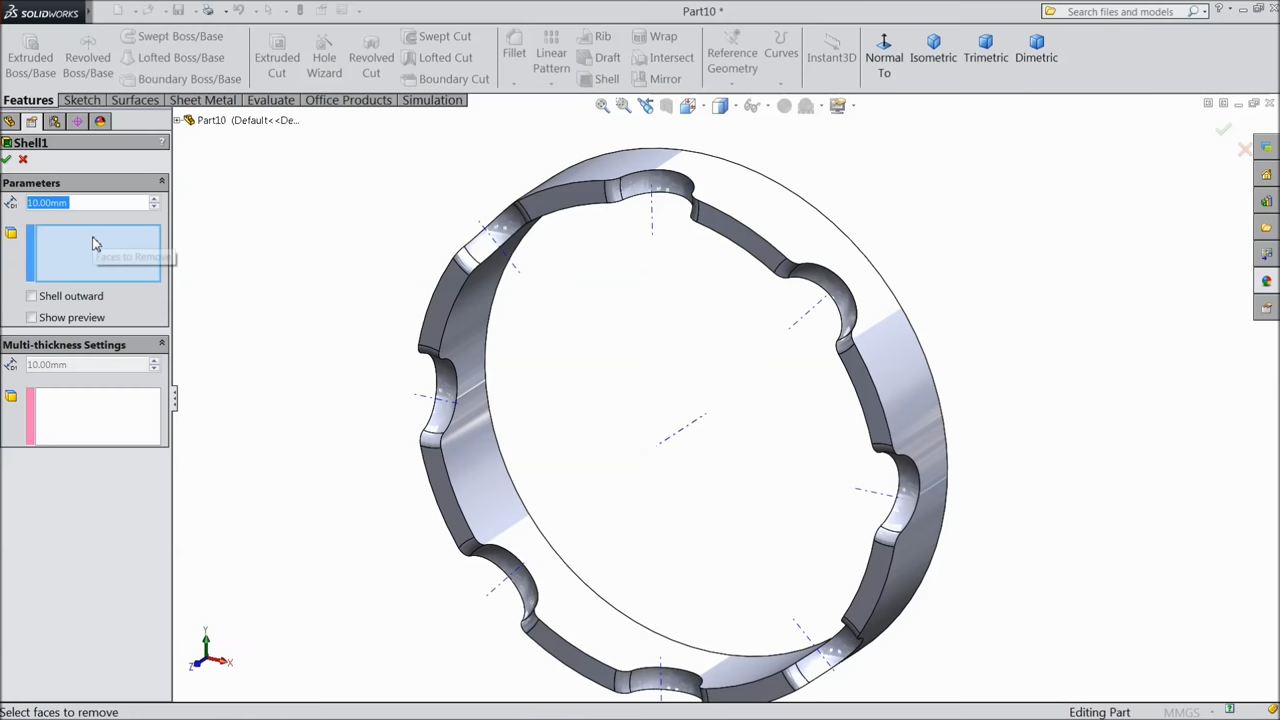 SOLIDWORKS
Part10 *
Search files and models
Extruded Boss/Base
Revolved Boss/Base
Swept Boss/Base
Lofted Boss/Base
Boundary Boss/Base
Extruded Cut
Hole Wizard
Revolved Cut
Swept Cut
Lofted Cut
Boundary Cut
Fillet
Linear Pattern
Rib
Draft
Shell
Wrap
Intersect
Mirror
Reference Geometry
Curves
Instant3D
Normal To
Isometric
Trimetric
Dimetric
Features
Sketch
Surfaces
Sheet Metal
Evaluate
Office Products
Simulation
Part10 (Default<<De...
Shell1
?
Parameters
10.00mm
Faces to Remove
Shell outward
Show preview
Multi-thickness Settings
10.00mm
Y
Z
X
Select faces to remove
Editing Part
MMGS